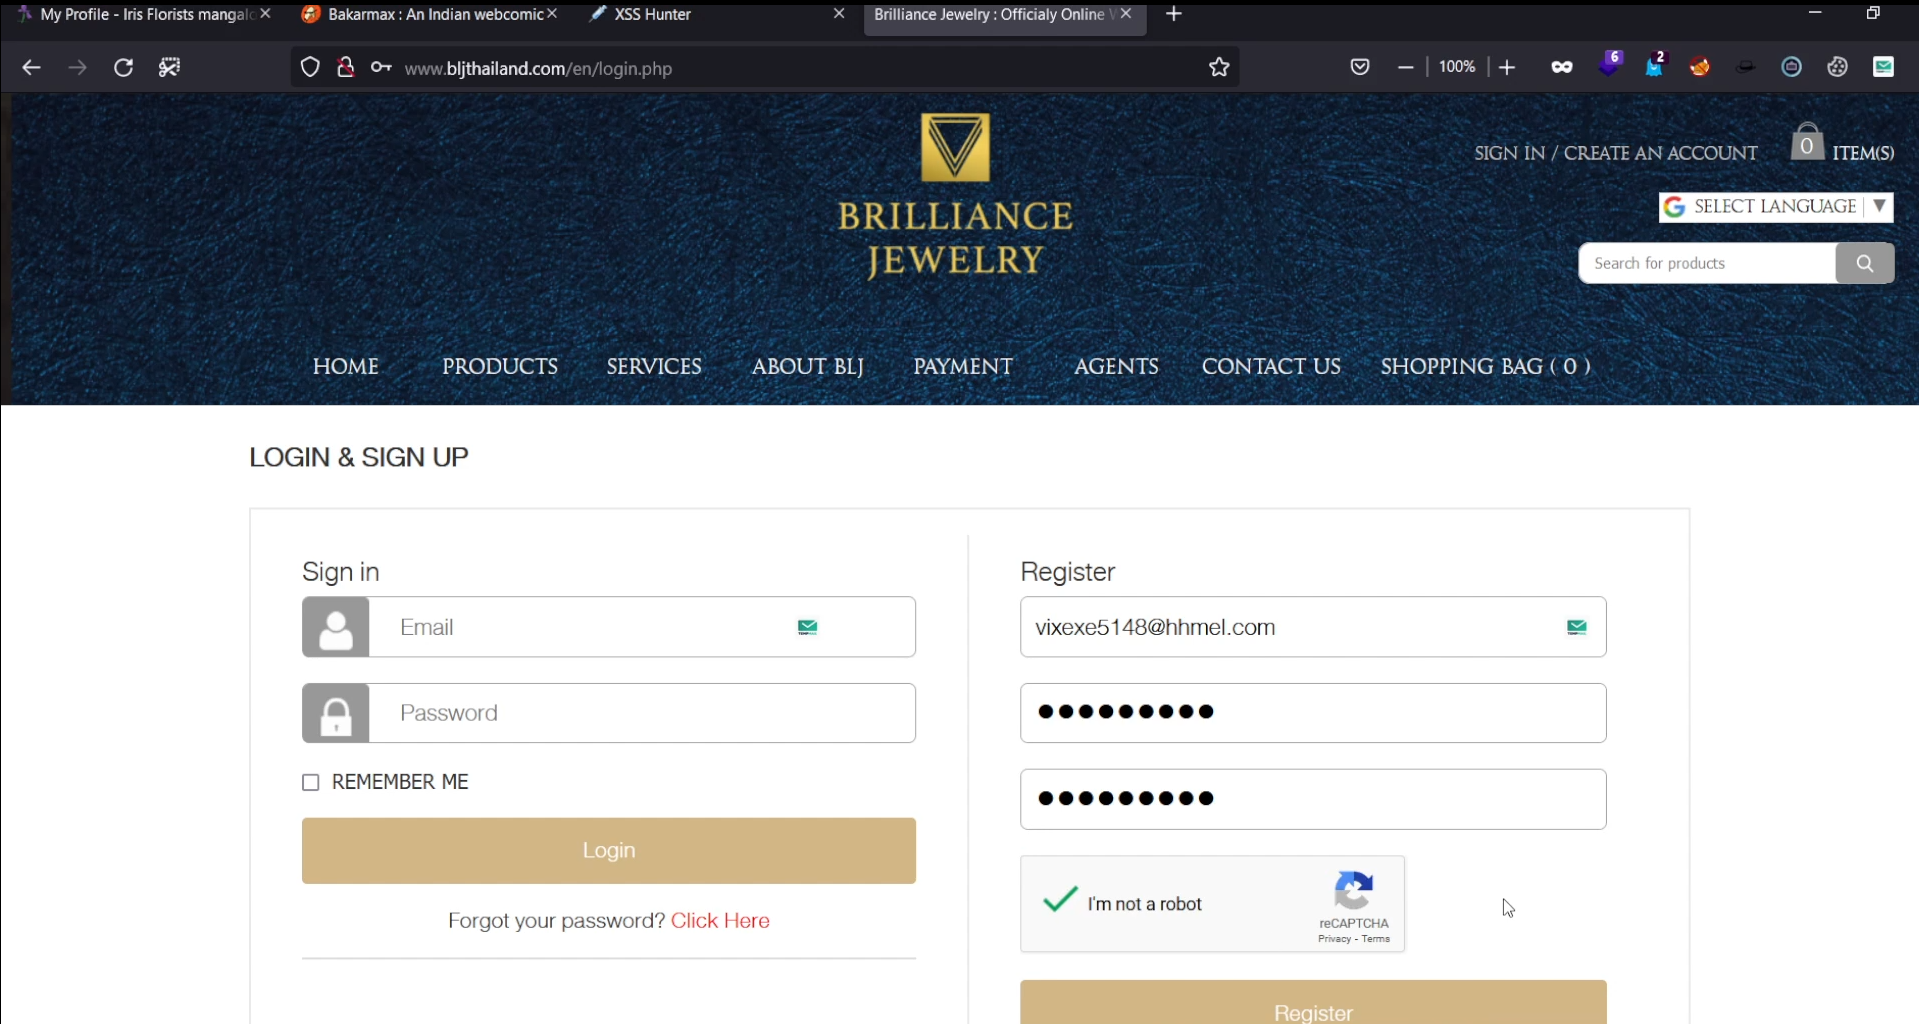 My Profile - Iris Florists mangalo
Bakarmax : An Indian webcomic
XSS Hunter
Brilliance Jewelry : Officialy Online W
www.bljthailand.com/en/login.php
100%
6
2
BRILLIANCE
JEWELRY
SIGN IN / CREATE AN ACCOUNT
0
ITEM(S)
SELECT LANGUAGE
Search for products
HOME
PRODUCTS
SERVICES
ABOUT BLJ
PAYMENT
AGENTS
CONTACT US
SHOPPING BAG ( 0 )
LOGIN & SIGN UP
Sign in
Email
Password
REMEMBER ME
Login
Forgot your password? Click Here
Register
vixexe5148@hhmel.com
I'm not a robot
reCAPTCHA
Privacy - Terms
Register